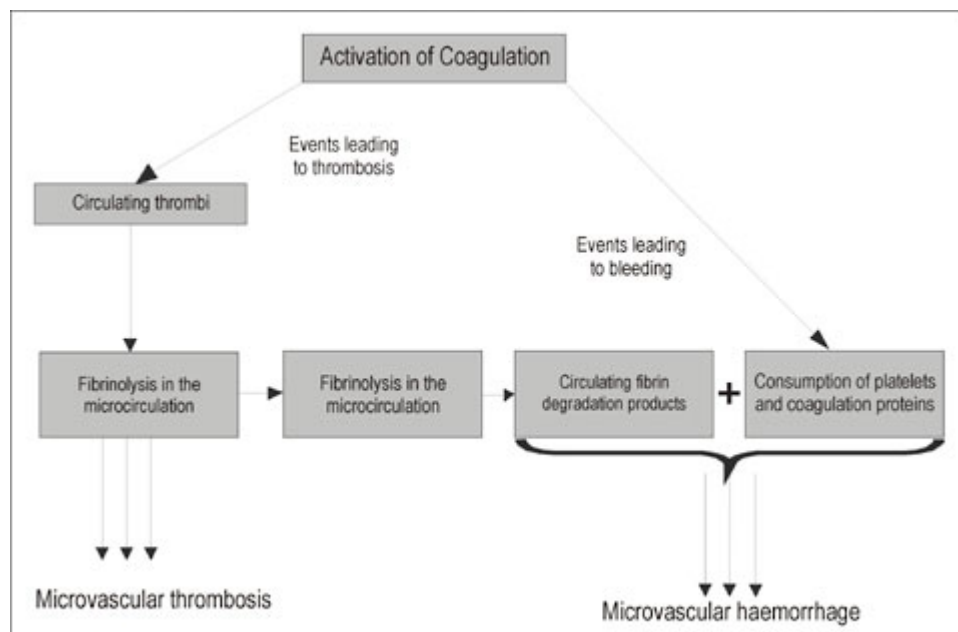 Activation of Coagulation
Events leading
to thrombosis
Circulating thrombi
Events leading
to bleeding
Fibrinolysis in the
microcirculation
Fibrinolysis in the
microcirculation
Circulating fibrin
degradation products
+
Consumption of platelets
and coagulation proteins
Microvascular thrombosis
Microvascular haemorrhage